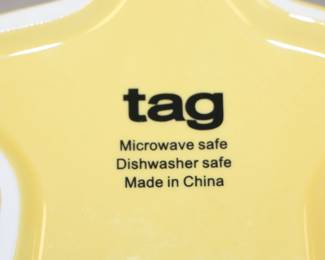 tag
Microwave safe
Dishwasher safe
Made in China